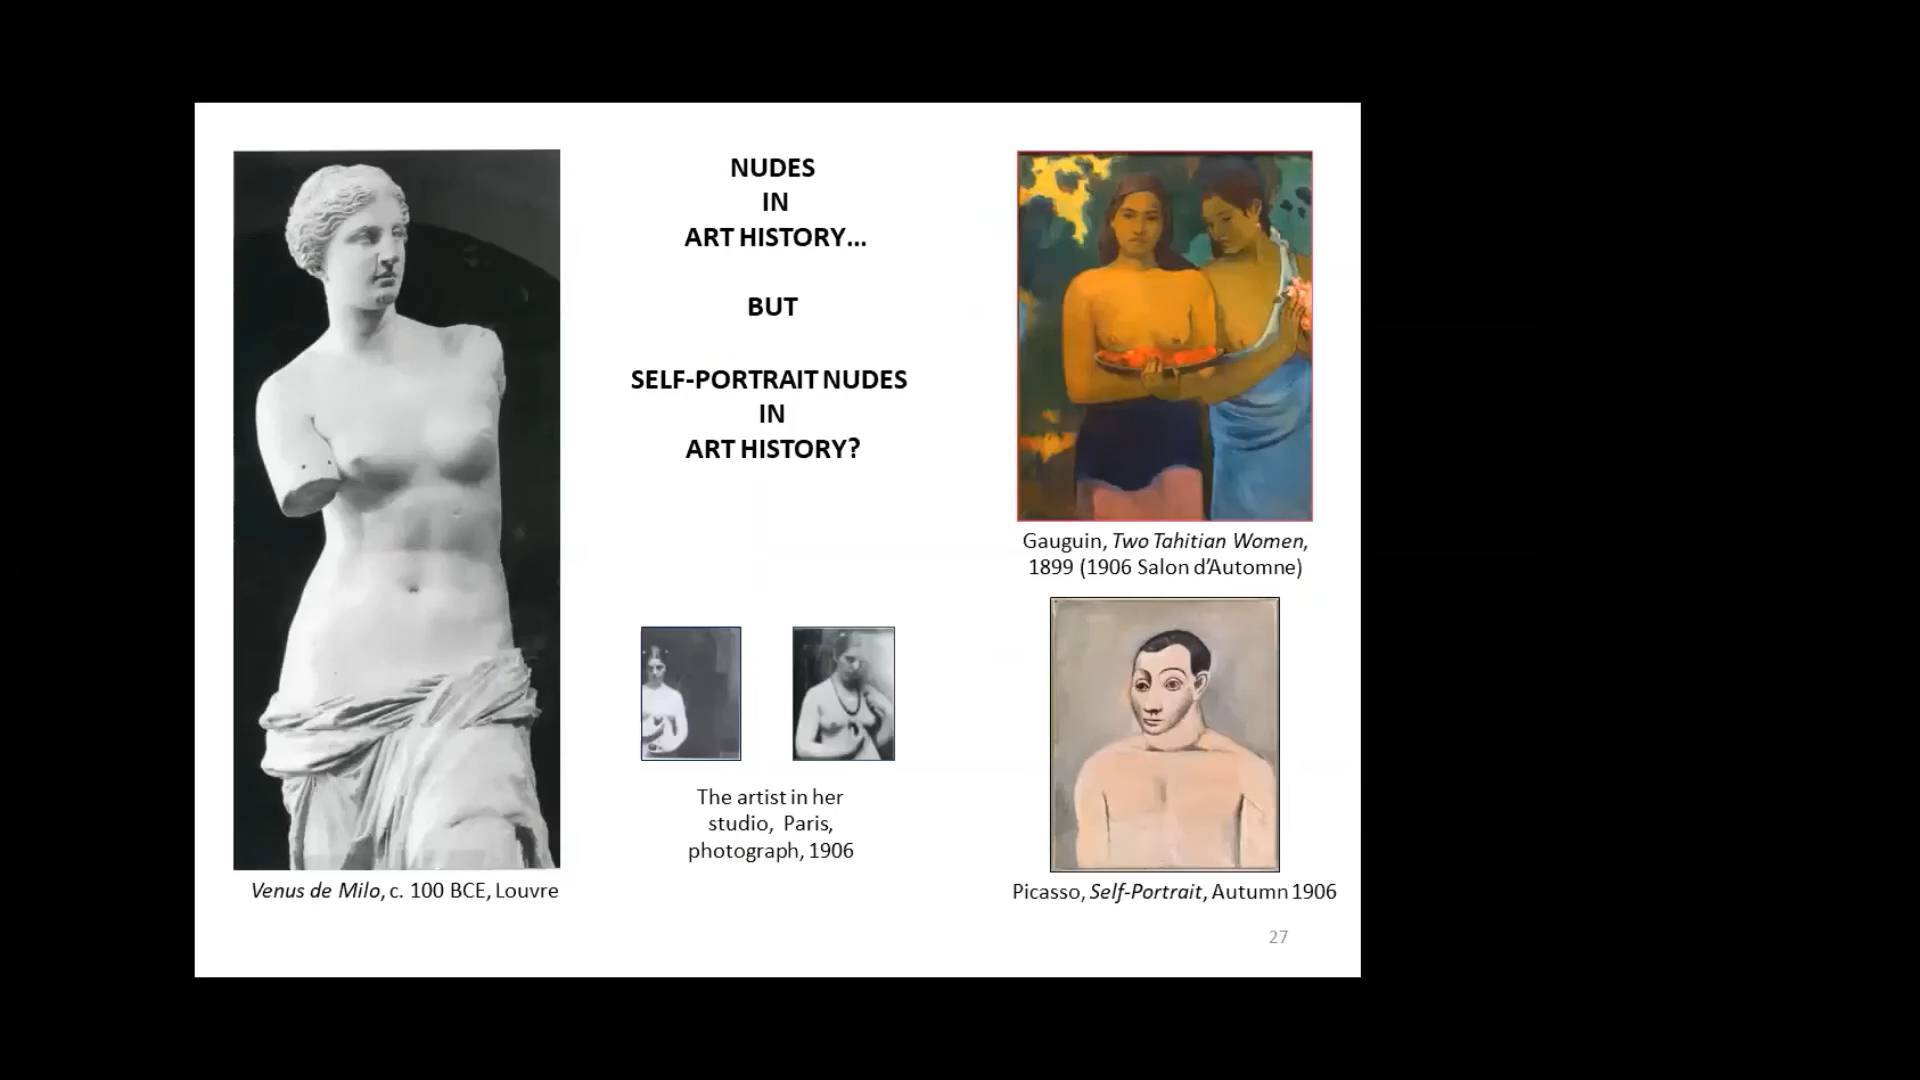 NUDES
IN
ART HISTORY...
BUT
SELF-PORTRAIT NUDES
IN
ART HISTORY?
Venus de Milo, c. 100 BCE, Louvre
The artist in her
studio, Paris,
photograph, 1906
Gauguin, Two Tahitian Women,
1899 (1906 Salon d’Automne)
Picasso, Self-Portrait, Autumn 1906
27